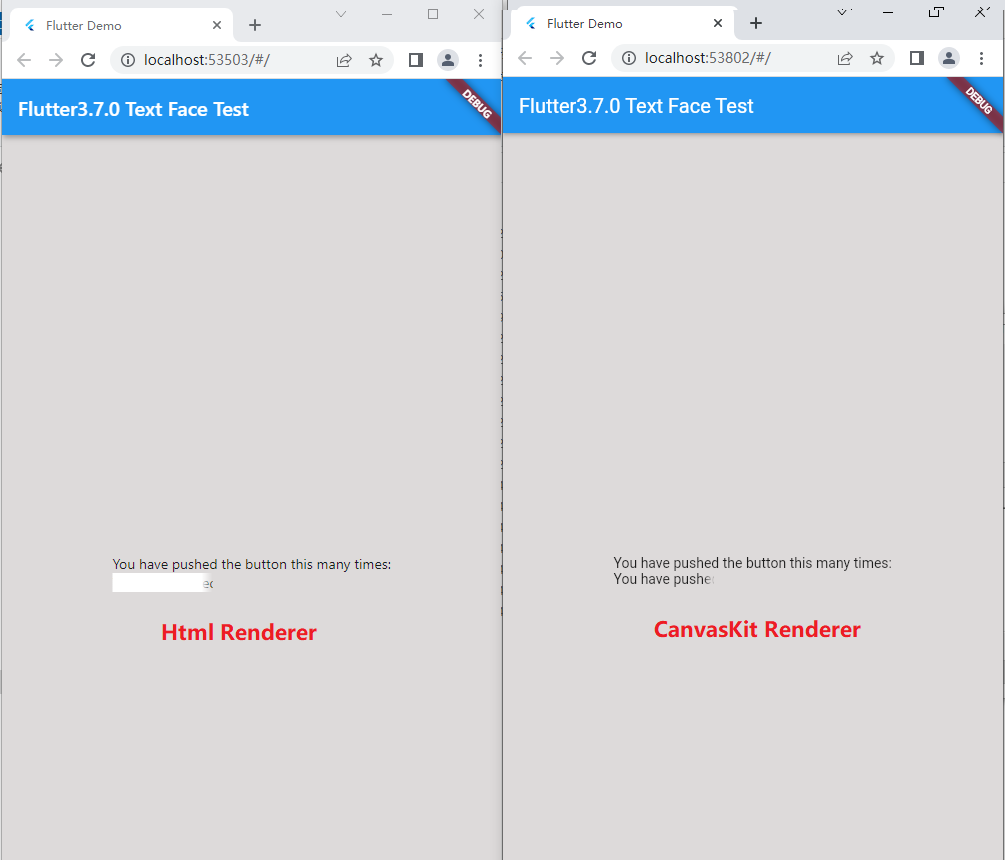 Flutter Demo
localhost:53503/#/
Flutter3.7.0 Text Face Test
DEBUG
You have pushed the button this many times:
Html Renderer
Flutter Demo
localhost:53802/#/
Flutter3.7.0 Text Face Test
DEBUG
You have pushed the button this many times:
You have pushe
CanvasKit Renderer